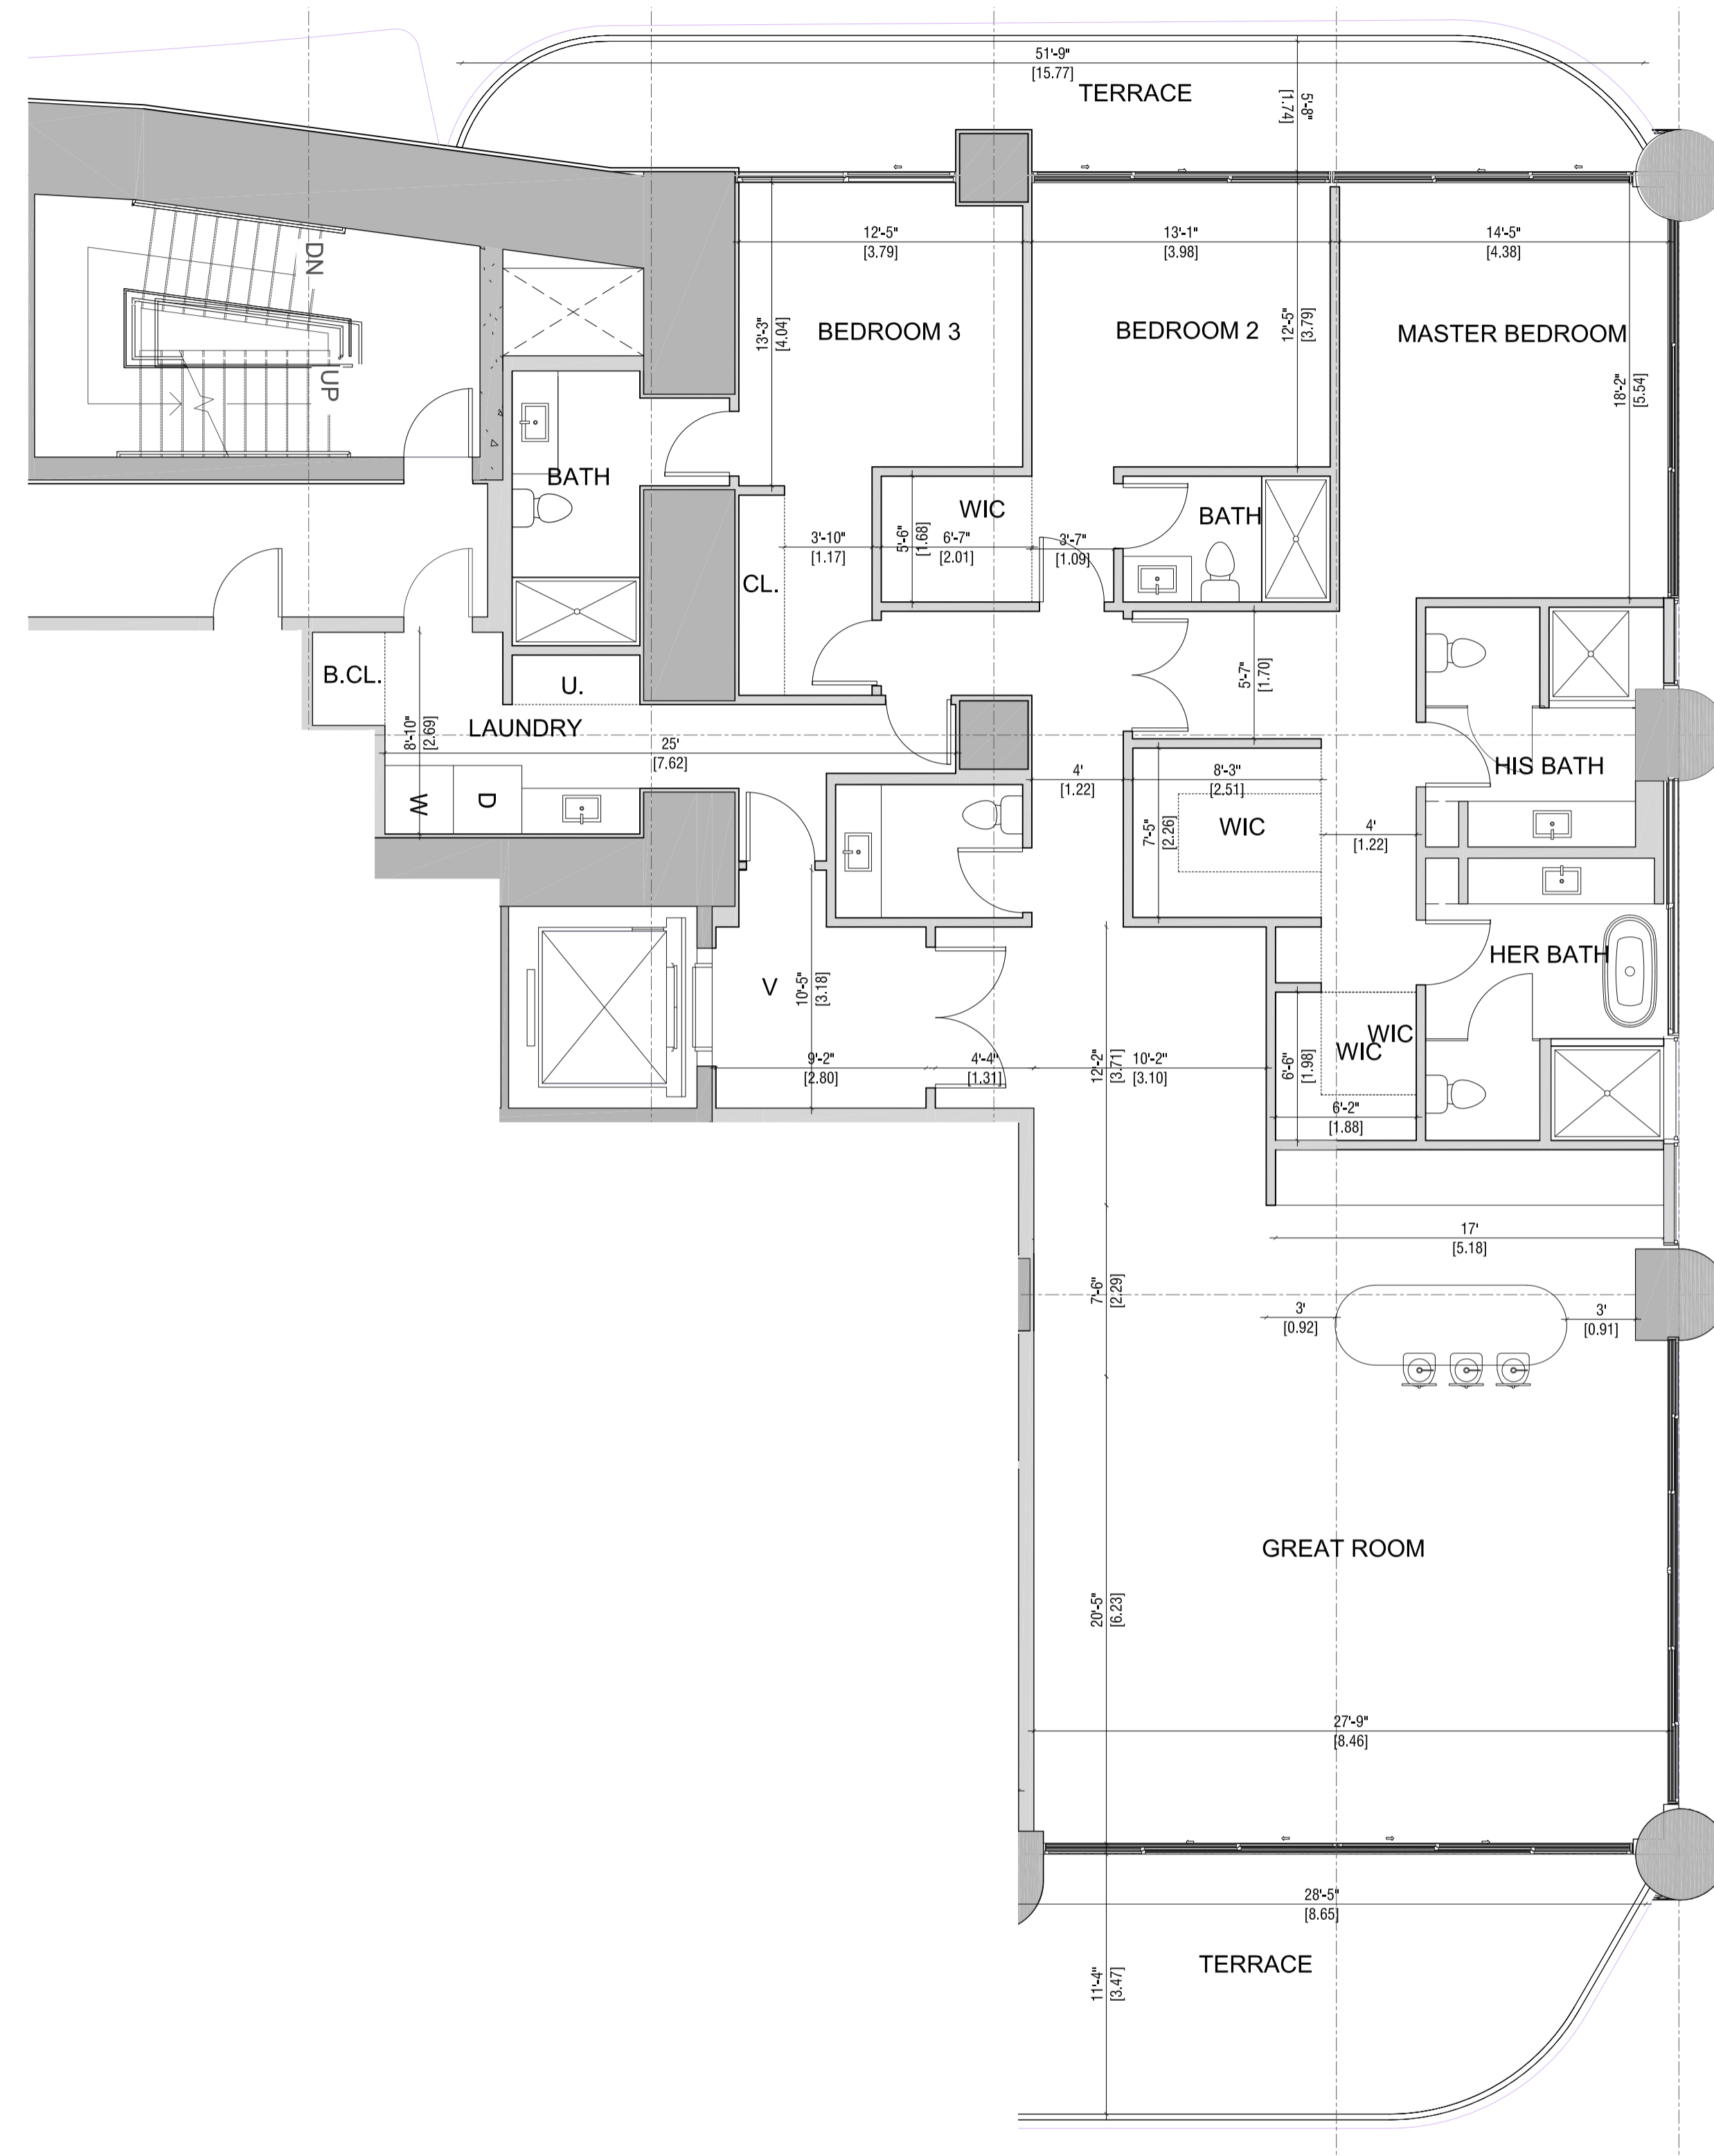 51'-9"
[15.77]
TERRACE
5'-8"
[1.74]
DN
UP
12'-5"
[3.79]
13'-1"
[3.98]
14'-5"
[4.38]
13'-3"
[4.04]
BEDROOM 3
BEDROOM 2
12'-5"
[3.79]
MASTER BEDROOM
18'-2"
[5.54]
BATH
WIC
BATH
5'-6"
[1.68]
3'-10"
[1.17]
6'-7"
[2.01]
3'-7"
[1.09]
CL.
B.CL.
U.
5'-7"
[1.70]
LAUNDRY
8'-10"
[2.69]
25'
[7.62]
W
D
4'
[1.22]
8'-3"
[2.51]
HIS BATH
WIC
7'-5"
[2.26]
4'
[1.22]
HER BATH
V
10'-5"
[3.18]
9'-2"
[2.80]
4'-4"
[1.31]
12'-2"
[3.71]
10'-2"
[3.10]
WIC
WIC
6'-6"
[1.98]
6'-2"
[1.88]
17'
[5.18]
7'-6"
[2.29]
3'
[0.92]
3'
[0.91]
GREAT ROOM
20'-5"
[6.23]
27'-9"
[8.46]
28'-5"
[8.65]
TERRACE
11'-4"
[3.47]